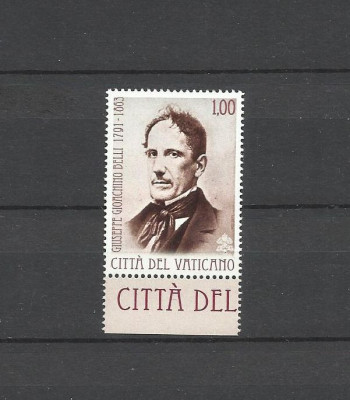 1,00
GIUSEPPE GIOACHINO BELLI 1791-1863
CITTÀ DEL VATICANO
CITTÀ DEL